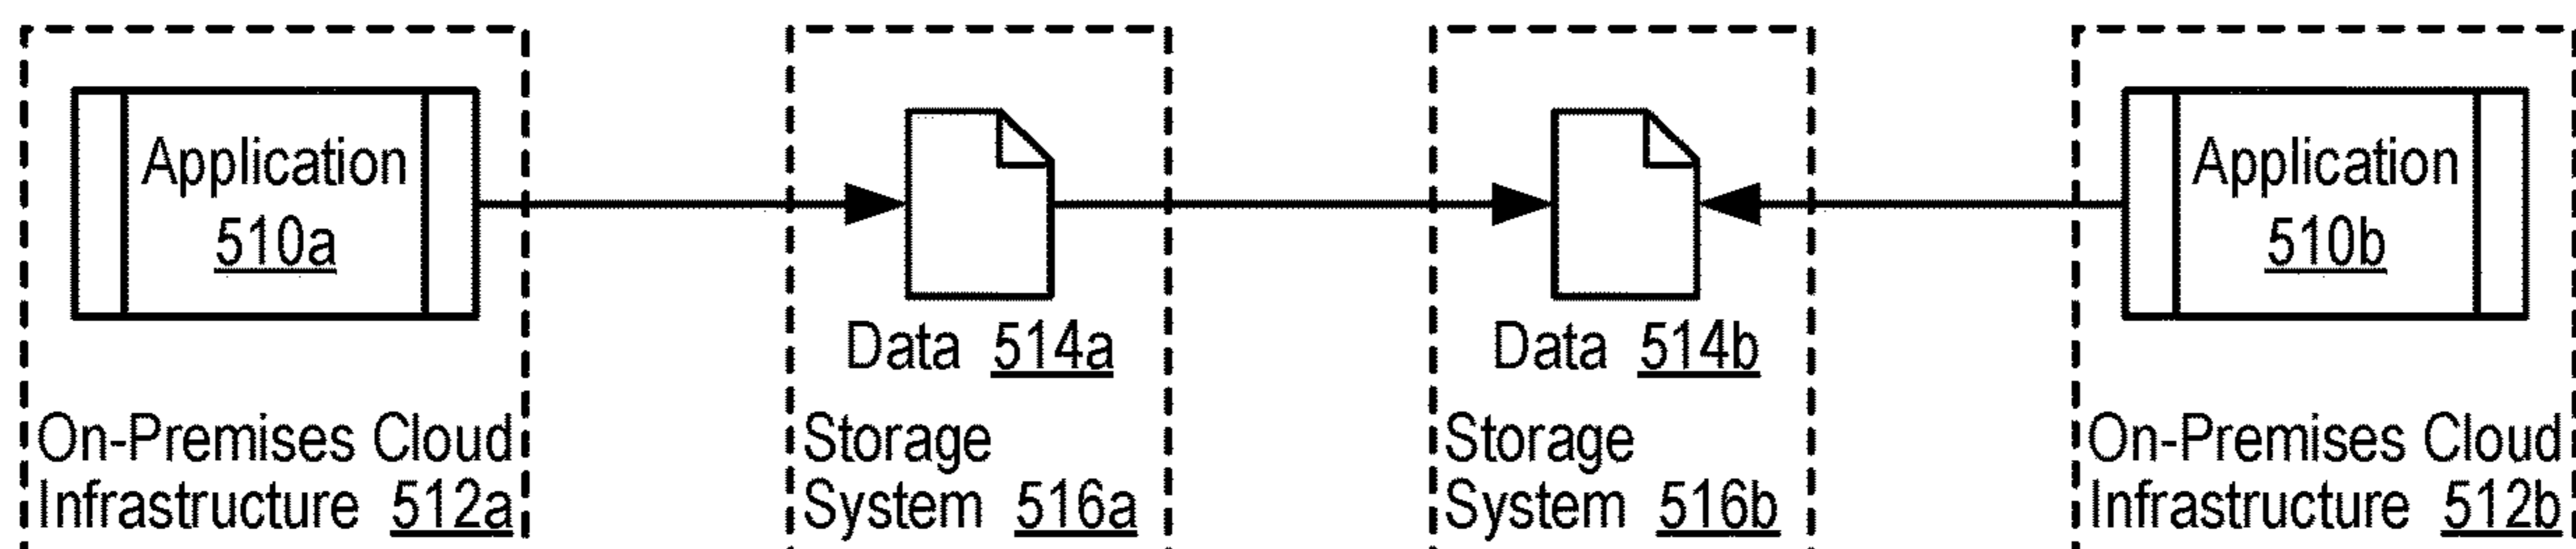 Application
510a
Application
510b
Data 514a
Data 514b
On-Premises Cloud
Infrastructure 512a
Storage
System 516a
Storage
System 516b
On-Premises Cloud
Infrastructure 512b